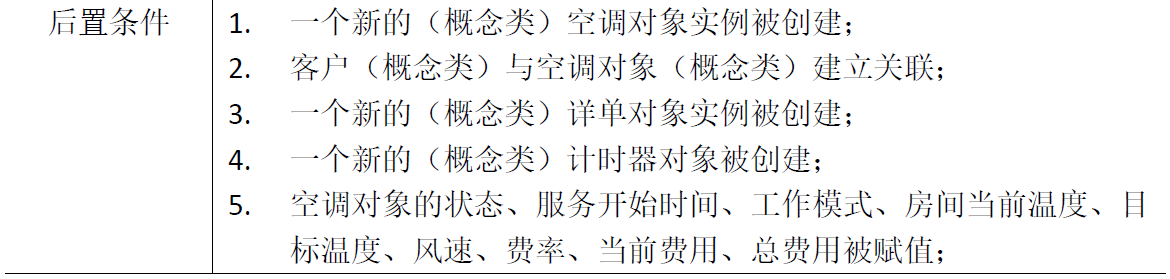 后置条件 1. 一个新的（概念类）空调对象实例被创建；
2. 客户（概念类）与空调对象（概念类）建立关联；
3. 一个新的（概念类）详单对象实例被创建；
4. 一个新的（概念类）计时器对象被创建；
5. 空调对象的状态、服务开始时间、工作模式、房间当前温度、目
标温度、风速、费率、当前费用、总费用被赋值；